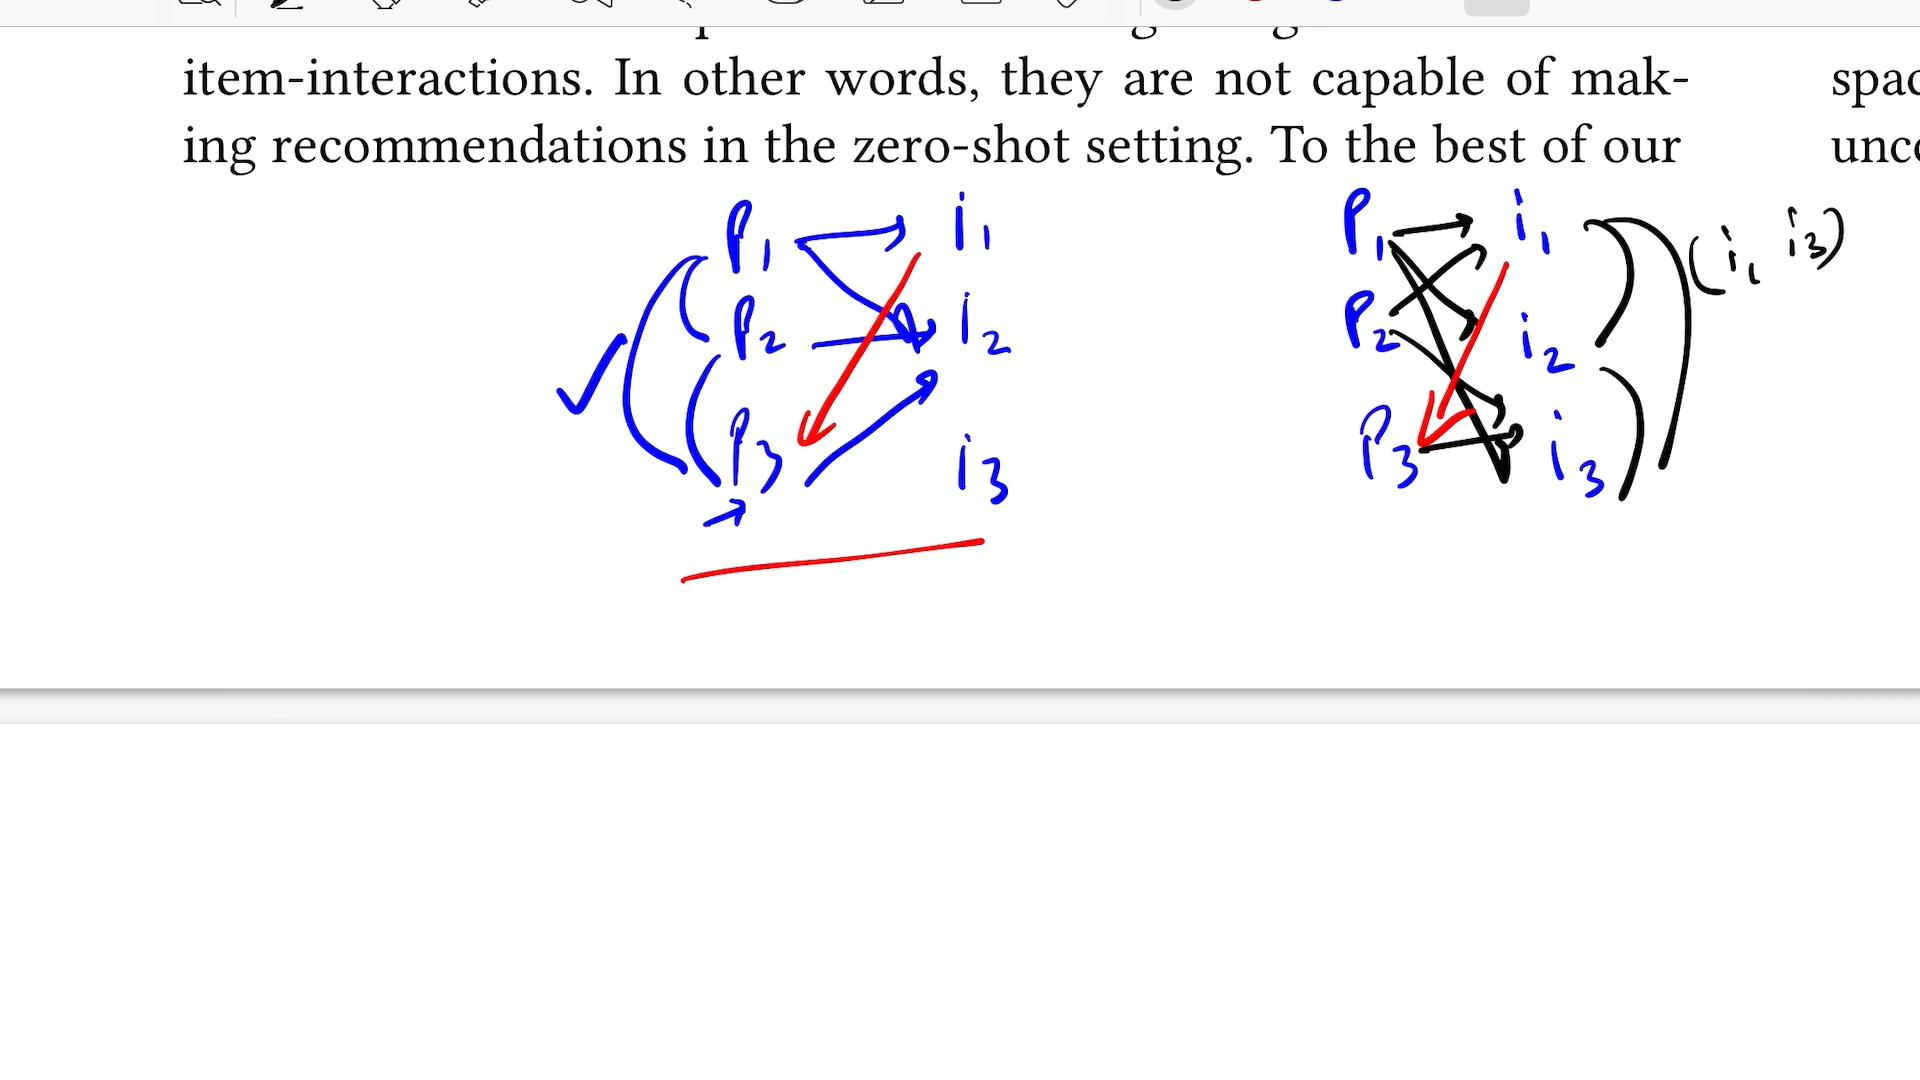 item-interactions. In other words, they are not capable of mak- spac
ing recommendations in the zero-shot setting. To the best of our unco
P1 i1 P1 i1 (i1 i3)
P2 i2 P2 i2
P3 i3 P3 i3